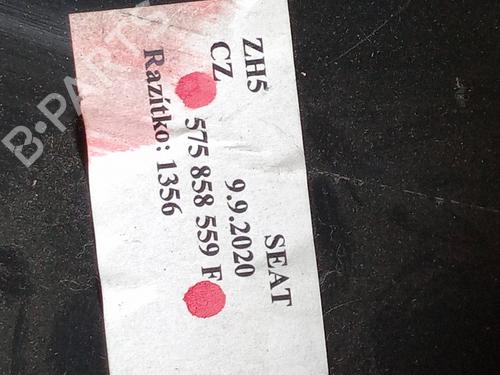 ZH5 SEAT
CZ 9.9.2020
575 858 559 F
Razítko: 1356
B-PARTS